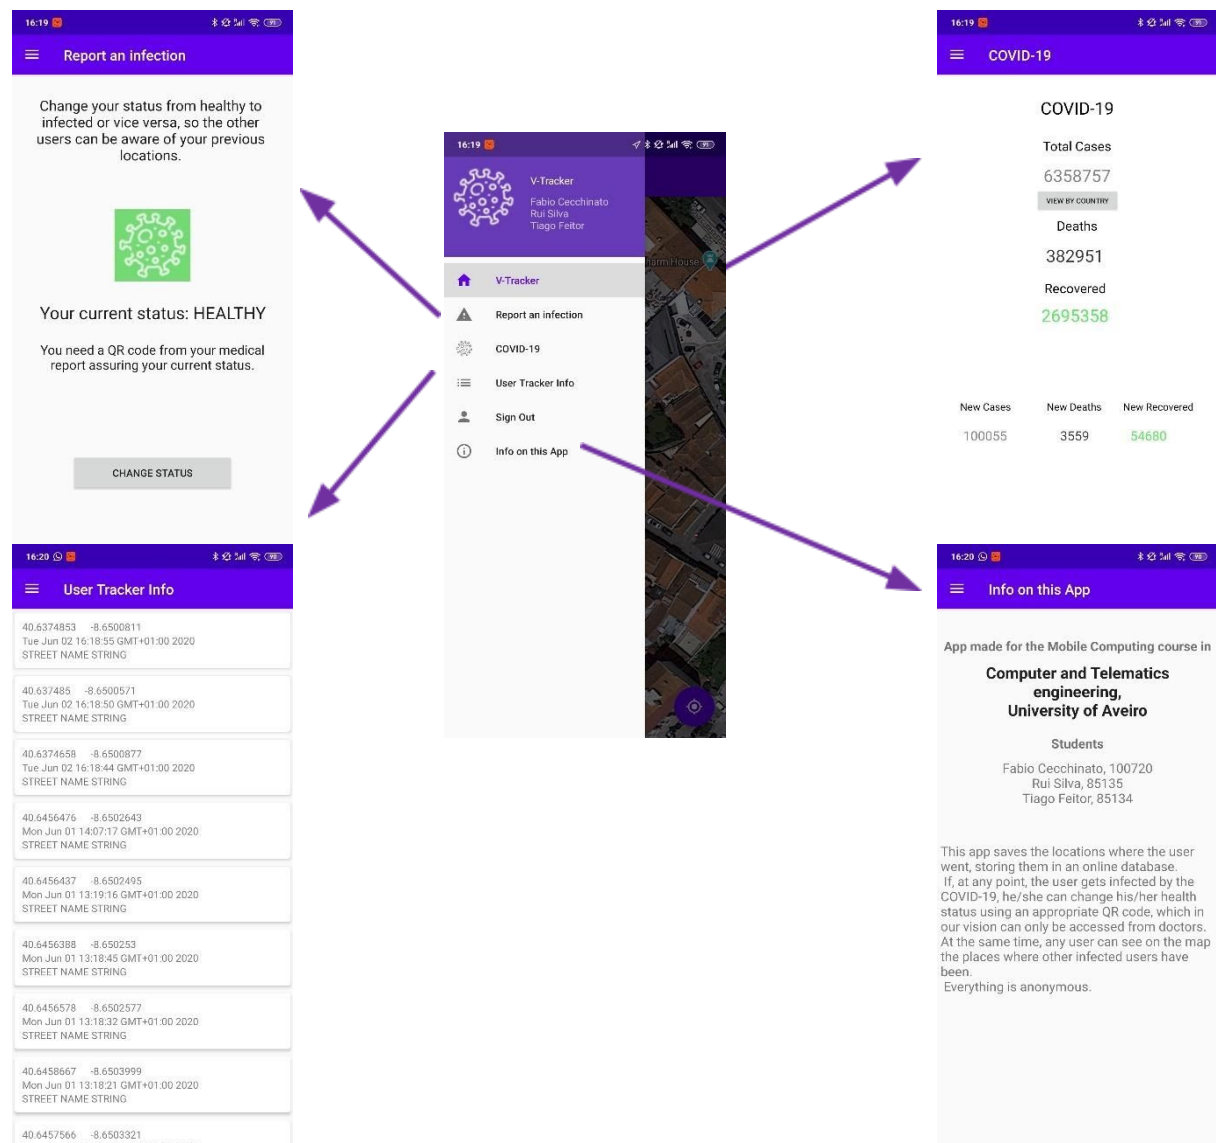 16:19
Report an infection
Change your status from healthy to
infected or vice versa, so the other
users can be aware of your previous
locations.
Your current status: HEALTHY
You need a QR code from your medical
report assuring your current status.
CHANGE STATUS
16:19
91
V-Tracker
Fabio Cecchinato
Rui Silva
Tiago Feitor
harm House
V-Tracker
Report an infection
COVID-19
User Tracker Info
Sign Out
Info on this App
16:19
COVID-19
COVID-19
Total Cases
6358757
VIEW BY COUNTRY
Deaths
382951
Recovered
2695358
New Cases New Deaths New Recovered
100055 3559 54680
16:20
User Tracker Info
40.6374853 -8.6500811
Tue Jun 02 16:18:55 GMT+01:00 2020
STREET NAME STRING
40.637485 -8.6500571
Tue Jun 02 16:18:50 GMT+01:00 2020
STREET NAME STRING
40.6374658 -8.6500877
Tue Jun 02 16:18:44 GMT+01:00 2020
STREET NAME STRING
40.6456476 -8.6502643
Mon Jun 01 14:07:17 GMT+01:00 2020
STREET NAME STRING
40.6456437 -8.6502495
Mon Jun 01 13:19:16 GMT+01:00 2020
STREET NAME STRING
40.6456388 -8.650253
Mon Jun 01 13:18:45 GMT+01:00 2020
STREET NAME STRING
40.6456578 -8.6502577
Mon Jun 01 13:18:32 GMT+01:00 2020
STREET NAME STRING
40.6458667 -8.6503999
Mon Jun 01 13:18:21 GMT+01:00 2020
STREET NAME STRING
40.6457566 -8.6503321
16:20
Info on this App
App made for the Mobile Computing course in
Computer and Telematics
engineering,
University of Aveiro
Students
Fabio Cecchinato, 100720
Rui Silva, 85135
Tiago Feitor, 85134
This app saves the locations where the user
went, storing them in an online database.
If, at any point, the user gets infected by the
COVID-19, he/she can change his/her health
status using an appropriate QR code, which in
our vision can only be accessed from doctors.
At the same time, any user can see on the map
the places where other infected users have
been.
Everything is anonymous.